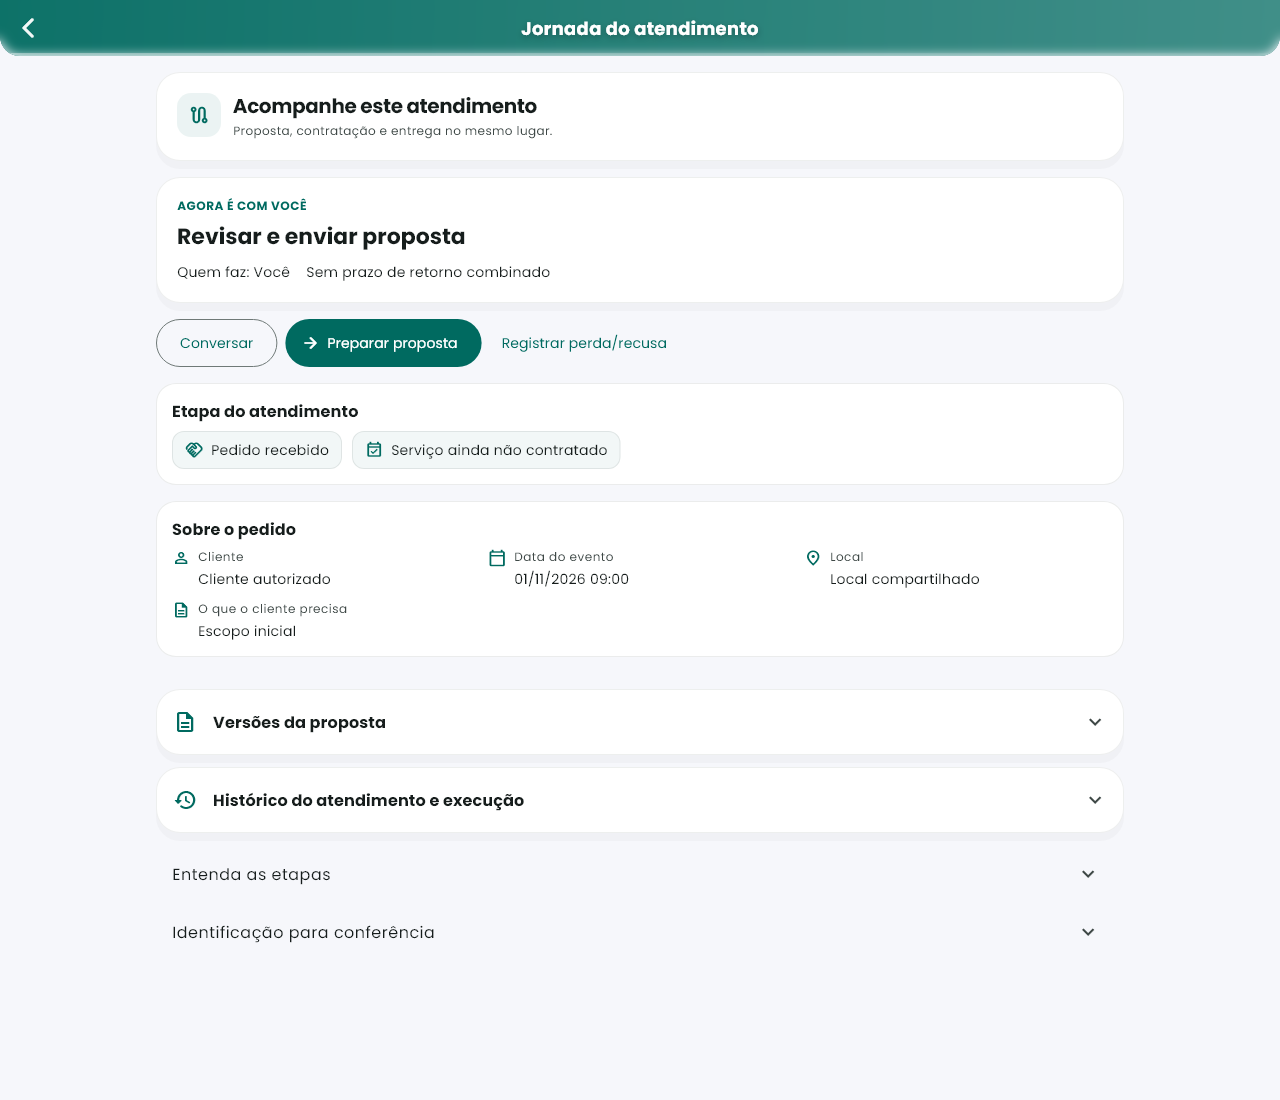 Jornada do atendimento
Acompanhe este atendimento
Proposta, contratação e entrega no mesmo lugar.
AGORA É COM VOCÊ
Revisar e enviar proposta
Quem faz: Você Sem prazo de retorno combinado
Conversar Preparar proposta Registrar perda/recusa
Etapa do atendimento
Pedido recebido Serviço ainda não contratado
Sobre o pedido
Cliente Data do evento Local
Cliente autorizado 01/11/2026 09:00 Local compartilhado
O que o cliente precisa
Escopo inicial
Versões da proposta
Histórico do atendimento e execução
Entenda as etapas
Identificação para conferência